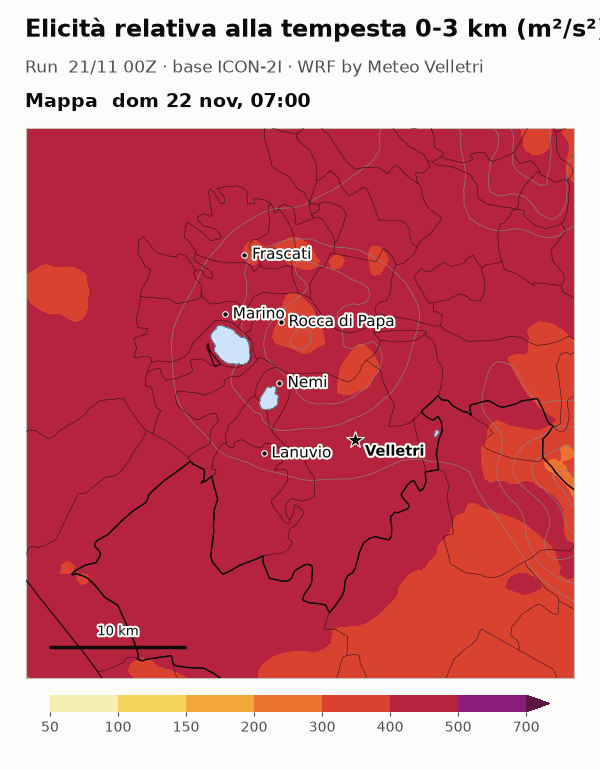 Elicità relativa alla tempesta 0-3 km (m²/s²)
Run 21/11 00Z · base ICON-2I · WRF by Meteo Velletri
Mappa dom 22 nov, 07:00
Frascati
Marino
Rocca di Papa
Nemi
Lanuvio
Velletri
10 km
50 100 150 200 300 400 500 700